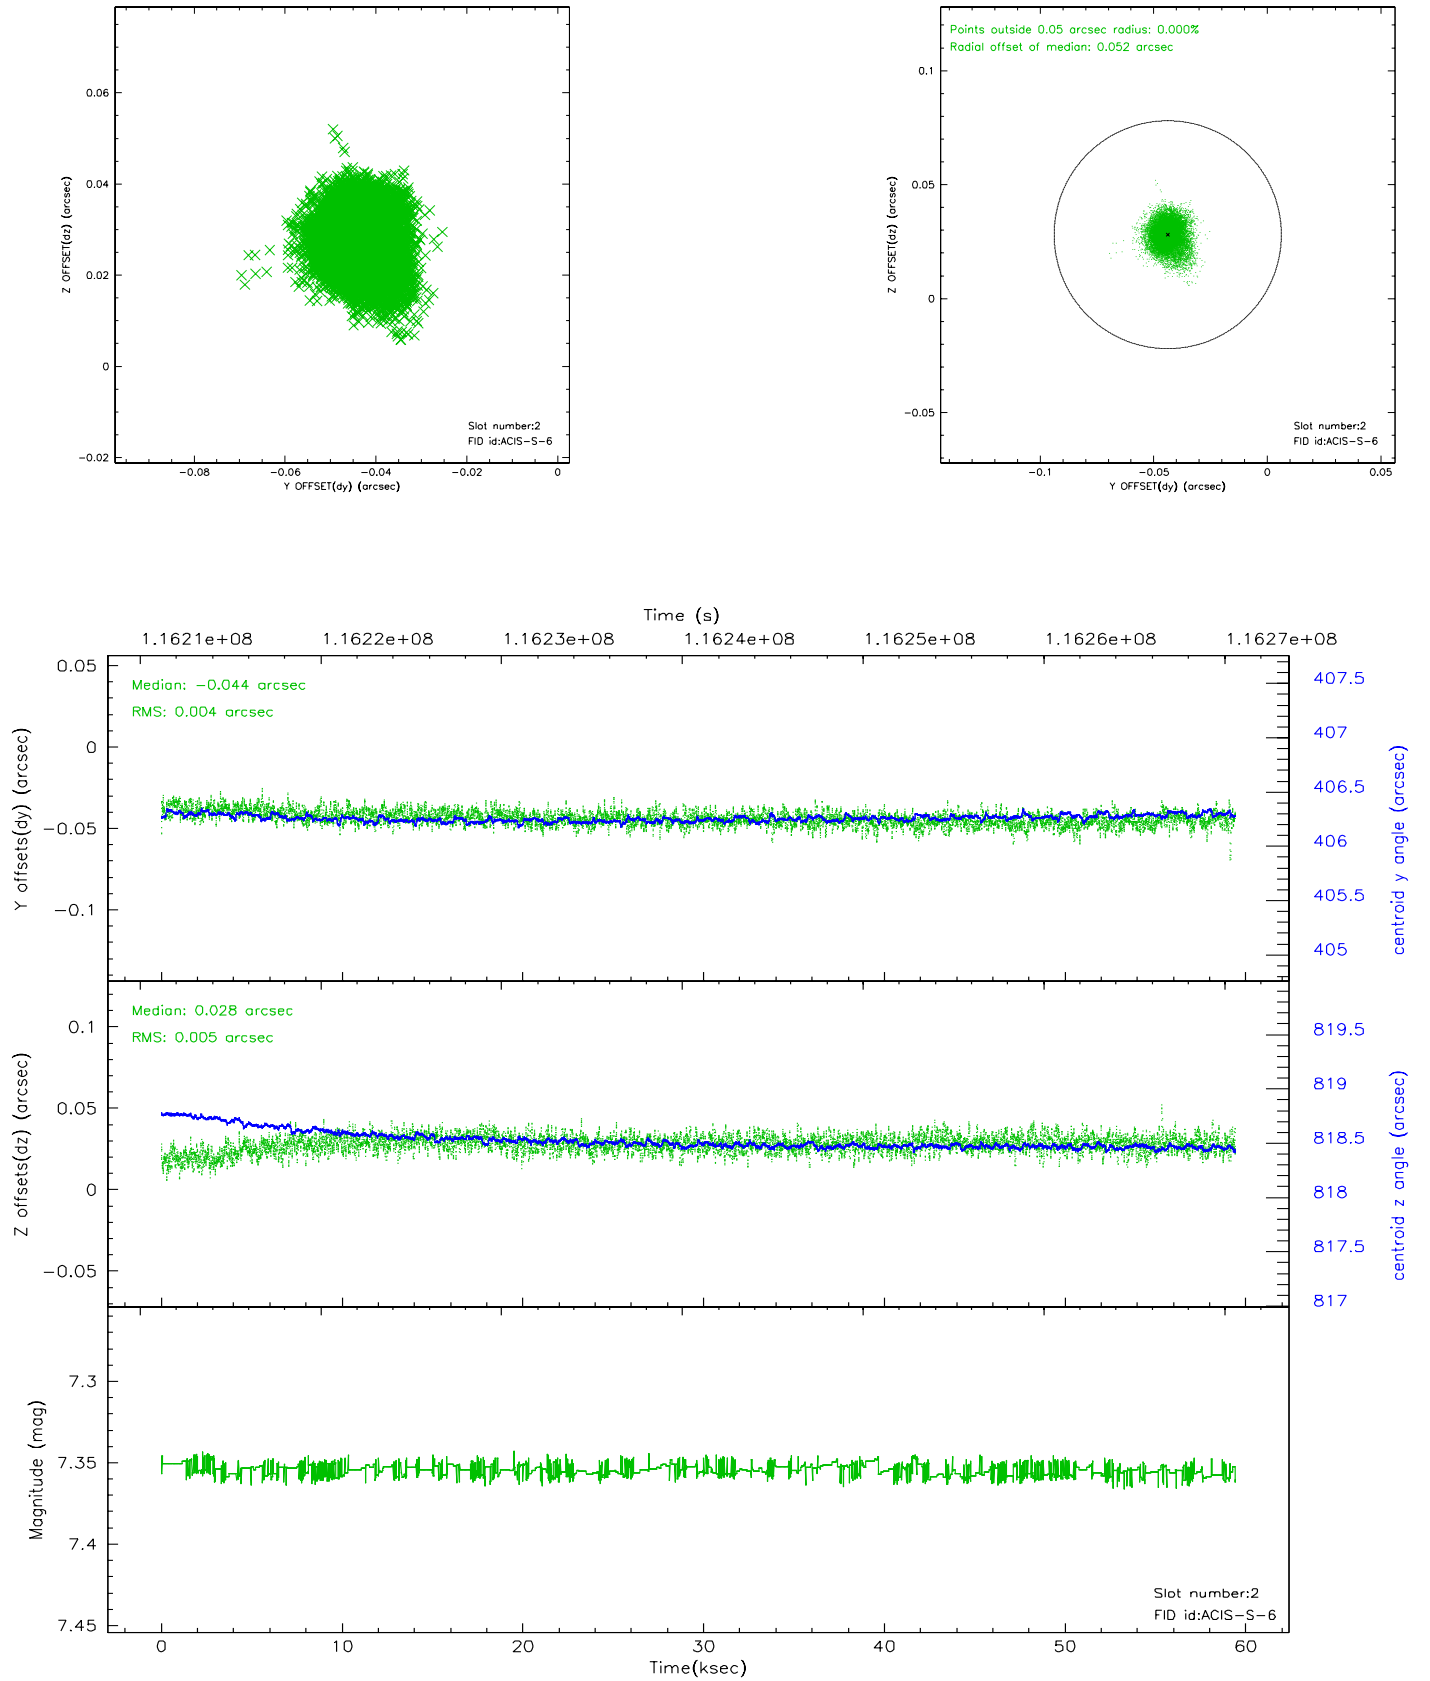 0.06
0.04
0.02
0
−0.02
Z OFFSET(dz) (arcsec)
Slot number:2
FID id:ACIS−S−6
−0.08
−0.06
−0.04
−0.02
0
Y OFFSET(dy) (arcsec)
Points outside 0.05 arcsec radius: 0.000%
Radial offset of median: 0.052 arcsec
0.1
0.05
0
−0.05
Z OFFSET(dz) (arcsec)
Slot number:2
FID id:ACIS−S−6
−0.1
−0.05
0
0.05
Y OFFSET(dy) (arcsec)
Time (s)
1.1621e+08
1.1622e+08
1.1623e+08
1.1624e+08
1.1625e+08
1.1626e+08
1.1627e+08
Median: −0.044 arcsec
RMS: 0.004 arcsec
0.05
0
−0.05
−0.1
Y offsets(dy) (arcsec)
407.5
407
406.5
406
405.5
405
centroid y angle (arcsec)
Median: 0.028 arcsec
RMS: 0.005 arcsec
0.1
0.05
0
−0.05
Z offsets(dz) (arcsec)
819.5
819
818.5
818
817.5
817
centroid z angle (arcsec)
7.3
7.35
7.4
7.45
Magnitude (mag)
Slot number:2
FID id:ACIS−S−6
0
10
20
30
40
50
60
Time(ksec)